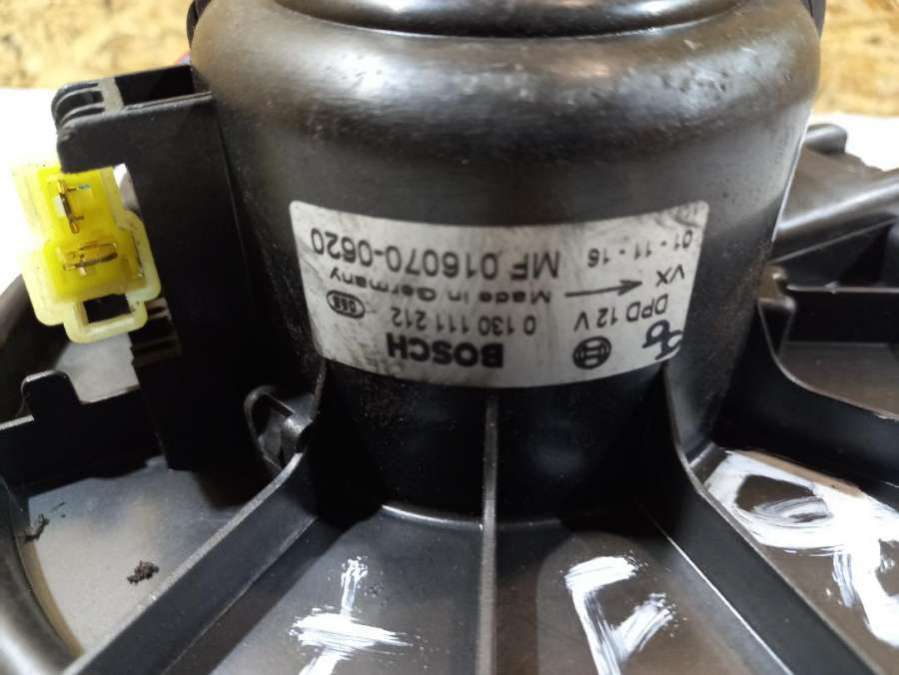 BOSCH
0 130 111 212
Made in Germany
MF 016070-0620
DPD 12 V
VX
01 - 11 - 16